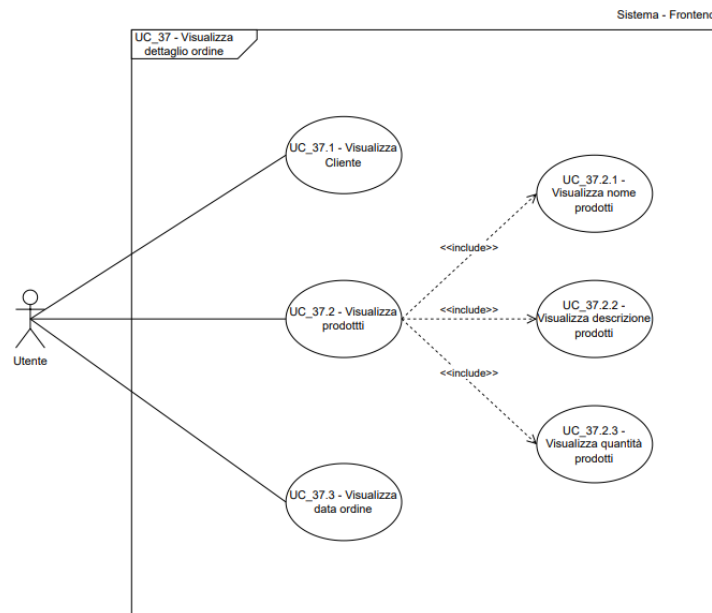 Sistema - Frontend
UC_37 - Visualizza
dettaglio ordine
UC_37.1 - Visualizza
Cliente
UC_37.2.1 -
Visualizza nome
prodotti
<<include>>
UC_37.2 - Visualizza
prodottti
<<include>>
UC_37.2.2 -
Visualizza descrizione
prodotti
Utente
<<include>>
UC_37.2.3 -
Visualizza quantità
prodotti
UC_37.3 - Visualizza
data ordine